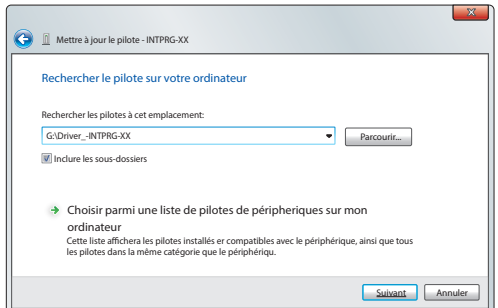 Mettre à jour le pilote - INTPRG-XX
Rechercher le pilote sur votre ordinateur
Rechercher les pilotes à cet emplacement:
G:\Driver_-INTPRG-XX
Parcourir...
Inclure les sous-dossiers
Choisir parmi une liste de pilotes de péripheriques sur mon
ordinateur
Cette liste affichera les pilotes installés er compatibles avec le périphérique, ainsi que tous
les pilotes dans la même catégorie que le périphériqu.
Suivant
Annuler